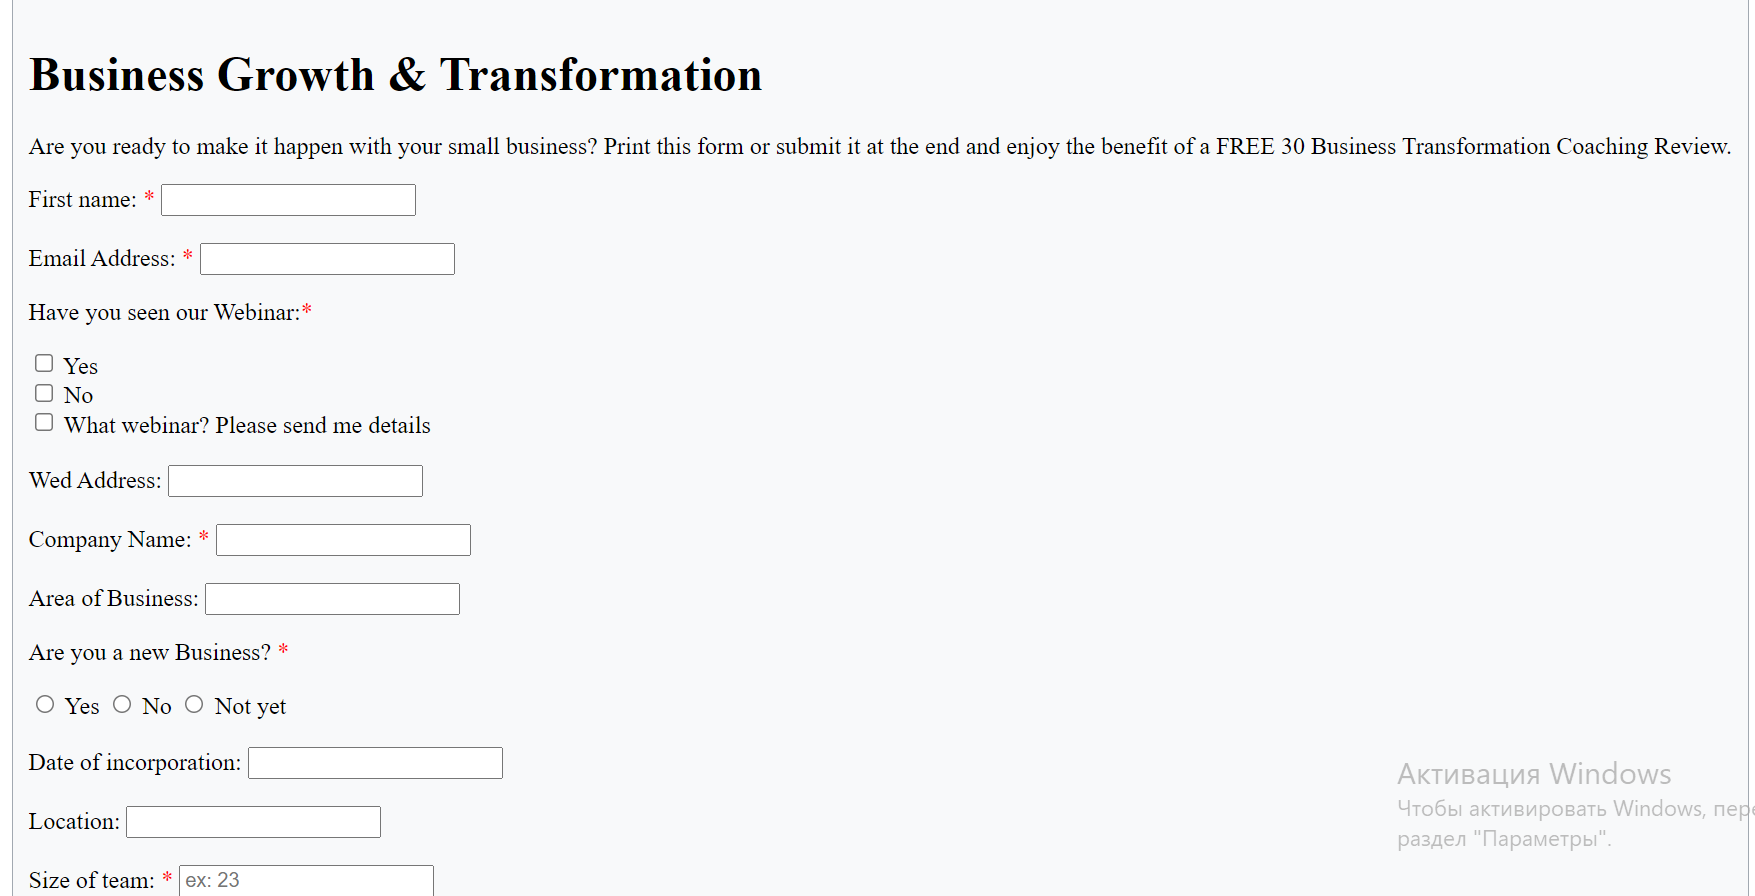 Business Growth & Transformation
Are you ready to make it happen with your small business? Print this form or submit it at the end and enjoy the benefit of a FREE 30 Business Transformation Coaching Review.
First name: *
Email Address: *
Have you seen our Webinar:*
Yes
No
What webinar? Please send me details
Wed Address:
Company Name: *
Area of Business:
Are you a new Business? *
Yes No Not yet
Date of incorporation:
Location:
Size of team: * ex: 23
Активация Windows
Чтобы активировать Windows, пере
раздел "Параметры".